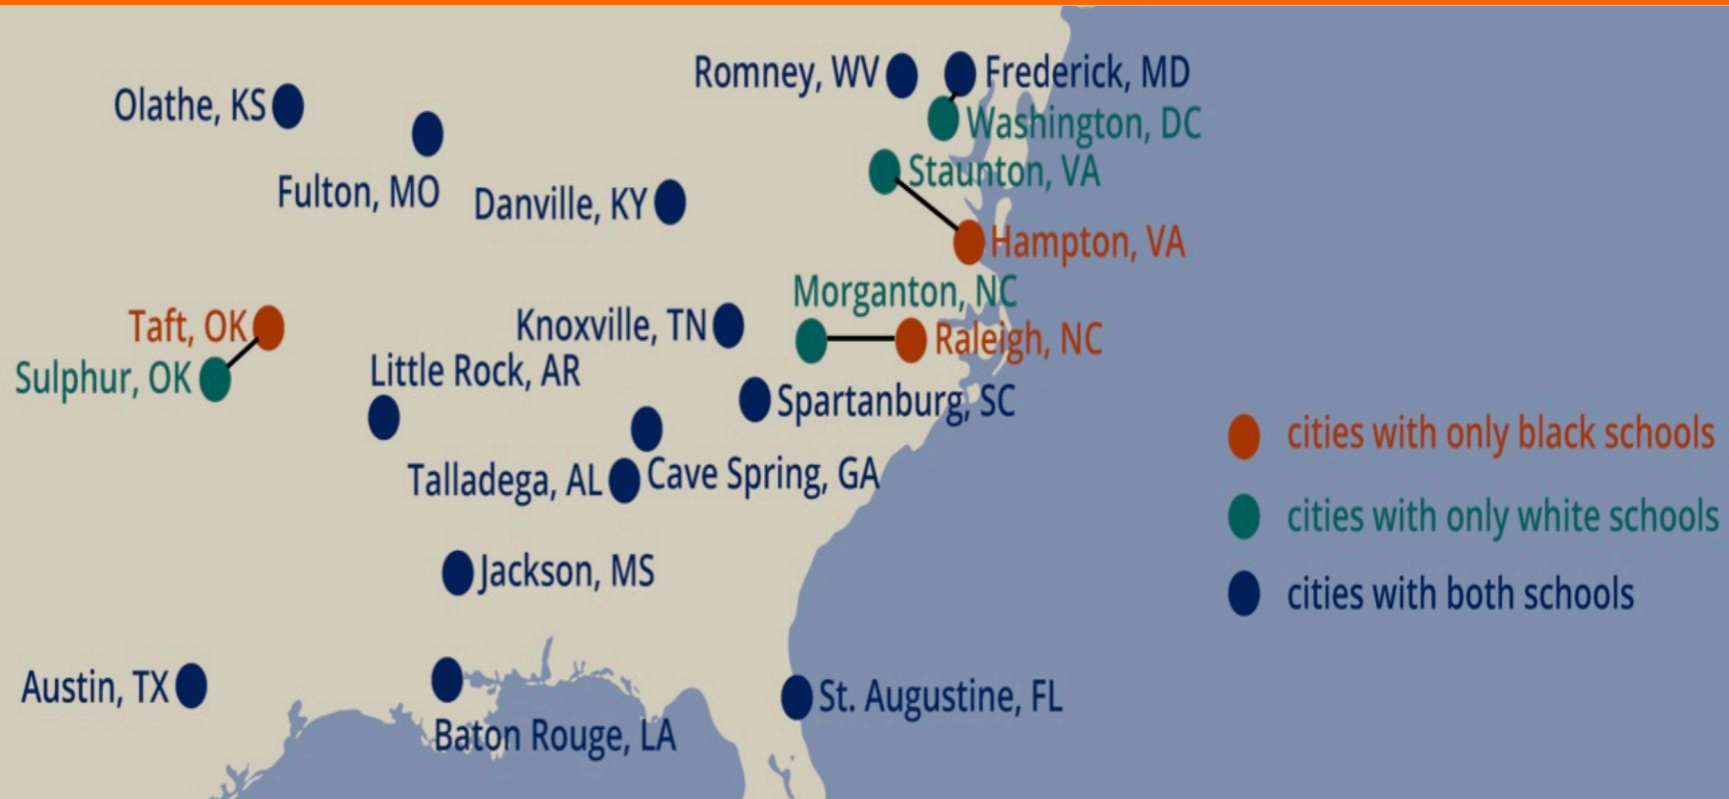 Romney, WV
Frederick, MD
Olathe, KS
Washington, DC
Staunton, VA
Fulton, MO
Danville, KY
Hampton, VA
Morganton, NC
Taft, OK
Knoxville, TN
Raleigh, NC
Sulphur, OK
Little Rock, AR
Spartanburg, SC
cities with only black schools
Talladega, AL
Cave Spring, GA
cities with only white schools
Jackson, MS
cities with both schools
Austin, TX
St. Augustine, FL
Baton Rouge, LA